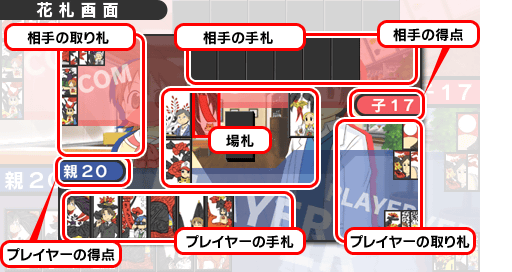 花札画面
相手の取り札
相手の手札
相手の得点
COM
子17
17
場札
親20
親20
PLAYER
プレイヤーの得点
プレイヤーの手札
プレイヤーの取り札